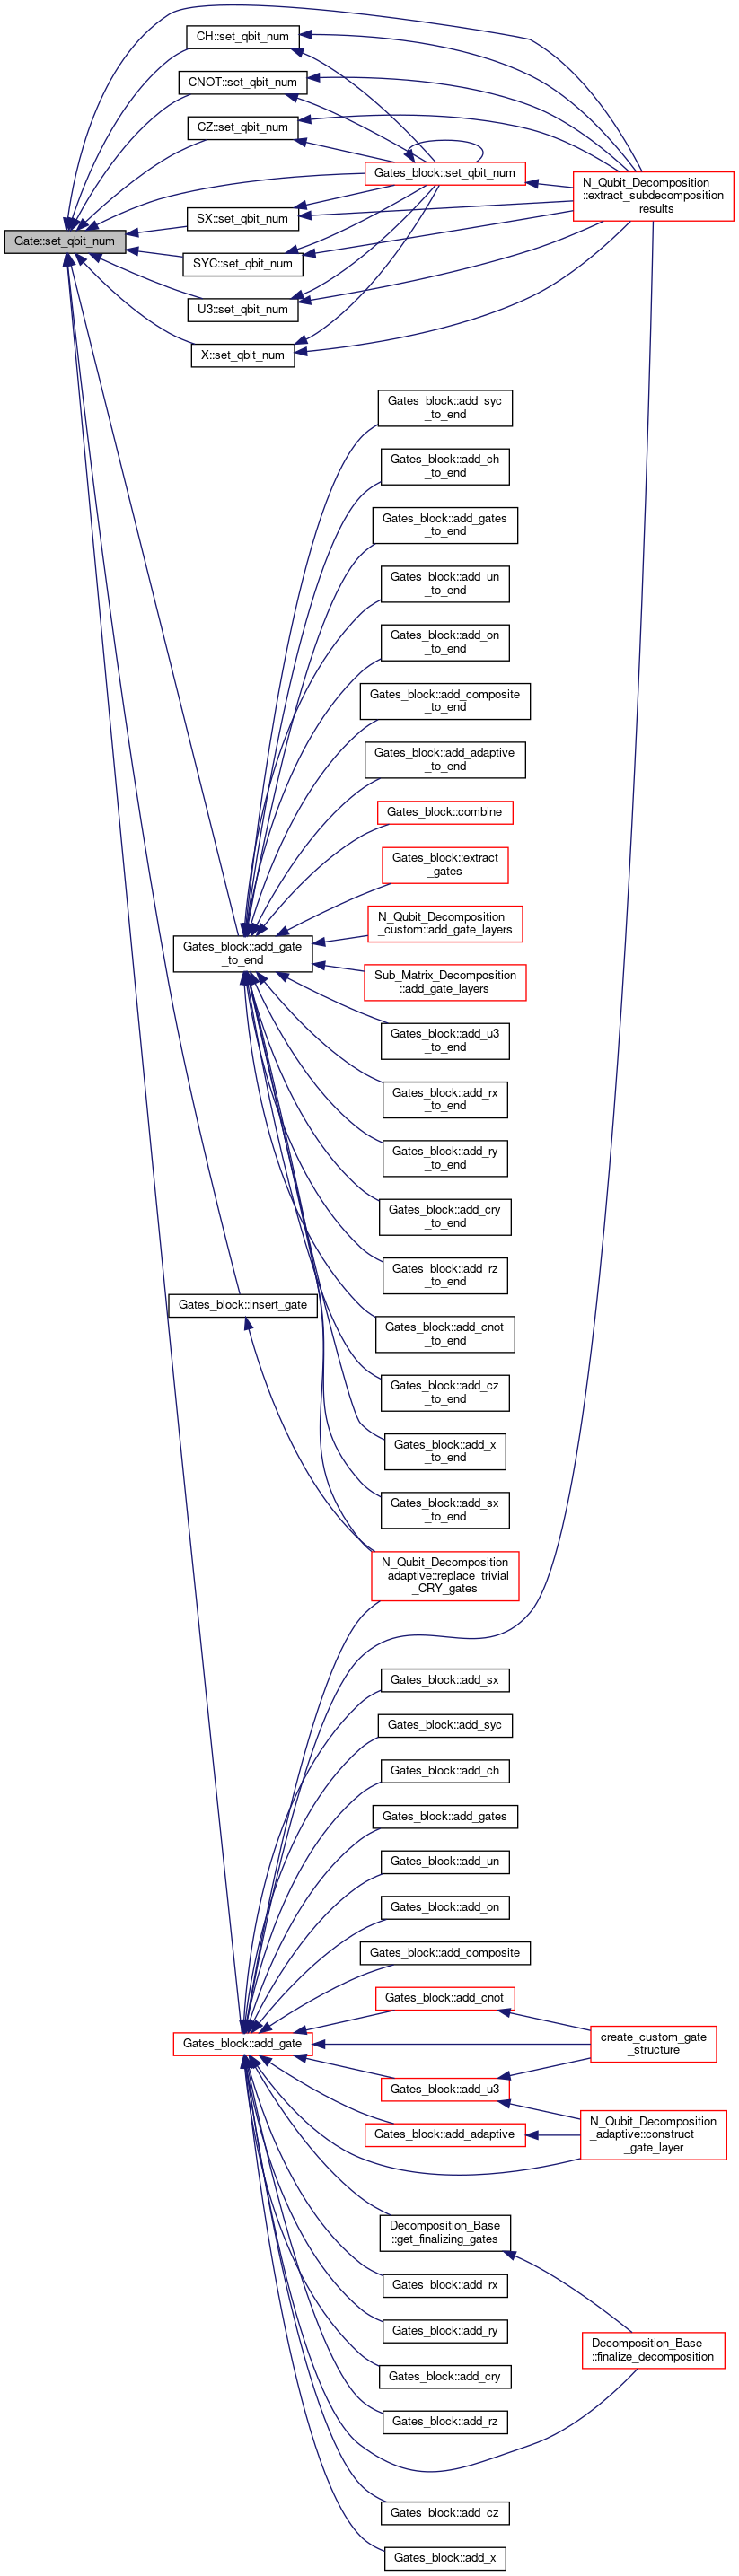 CH::set_qbit_num
CNOT::set_qbit_num
CZ::set_qbit_num
Gates_block::set_qbit_num
N_Qubit_Decomposition
::extract_subdecomposition
_results
SX::set_qbit_num
Gate::set_qbit_num
SYC::set_qbit_num
U3::set_qbit_num
X::set_qbit_num
Gates_block::add_syc
_to_end
Gates_block::add_ch
_to_end
Gates_block::add_gates
_to_end
Gates_block::add_un
_to_end
Gates_block::add_on
_to_end
Gates_block::add_composite
_to_end
Gates_block::add_adaptive
_to_end
Gates_block::combine
Gates_block::extract
_gates
N_Qubit_Decomposition
_custom::add_gate_layers
Gates_block::add_gate
_to_end
Sub_Matrix_Decomposition
::add_gate_layers
Gates_block::add_u3
_to_end
Gates_block::add_rx
_to_end
Gates_block::add_ry
_to_end
Gates_block::add_cry
_to_end
Gates_block::add_rz
_to_end
Gates_block::insert_gate
Gates_block::add_cnot
_to_end
Gates_block::add_cz
_to_end
Gates_block::add_x
_to_end
Gates_block::add_sx
_to_end
N_Qubit_Decomposition
_adaptive::replace_trivial
_CRY_gates
Gates_block::add_sx
Gates_block::add_syc
Gates_block::add_ch
Gates_block::add_gates
Gates_block::add_un
Gates_block::add_on
Gates_block::add_composite
Gates_block::add_cnot
Gates_block::add_gate
create_custom_gate
_structure
Gates_block::add_u3
Gates_block::add_adaptive
N_Qubit_Decomposition
_adaptive::construct
_gate_layer
Decomposition_Base
::get_finalizing_gates
Gates_block::add_rx
Gates_block::add_ry
Decomposition_Base
::finalize_decomposition
Gates_block::add_cry
Gates_block::add_rz
Gates_block::add_cz
Gates_block::add_x